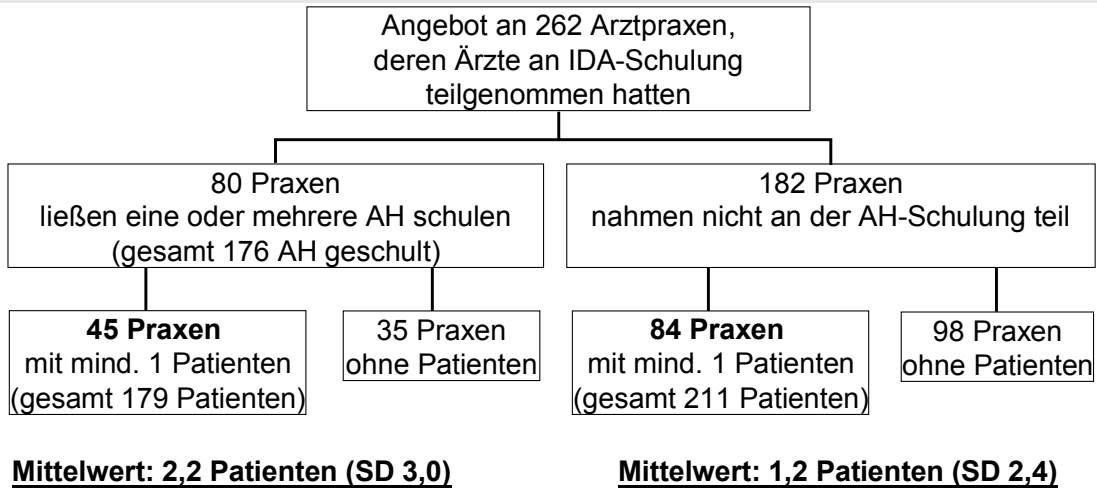 Angebot an 262 Arztpraxen,
deren Ärzte an IDA-Schulung
teilgenommen hatten
80 Praxen
ließen eine oder mehrere AH schulen
(gesamt 176 AH geschult)
182 Praxen
nahmen nicht an der AH-Schulung teil
45 Praxen
mit mind. 1 Patienten
(gesamt 179 Patienten)
35 Praxen
ohne Patienten
84 Praxen
mit mind. 1 Patienten
(gesamt 211 Patienten)
98 Praxen
ohne Patienten
Mittelwert: 2,2 Patienten (SD 3,0)
Mittelwert: 1,2 Patienten (SD 2,4)